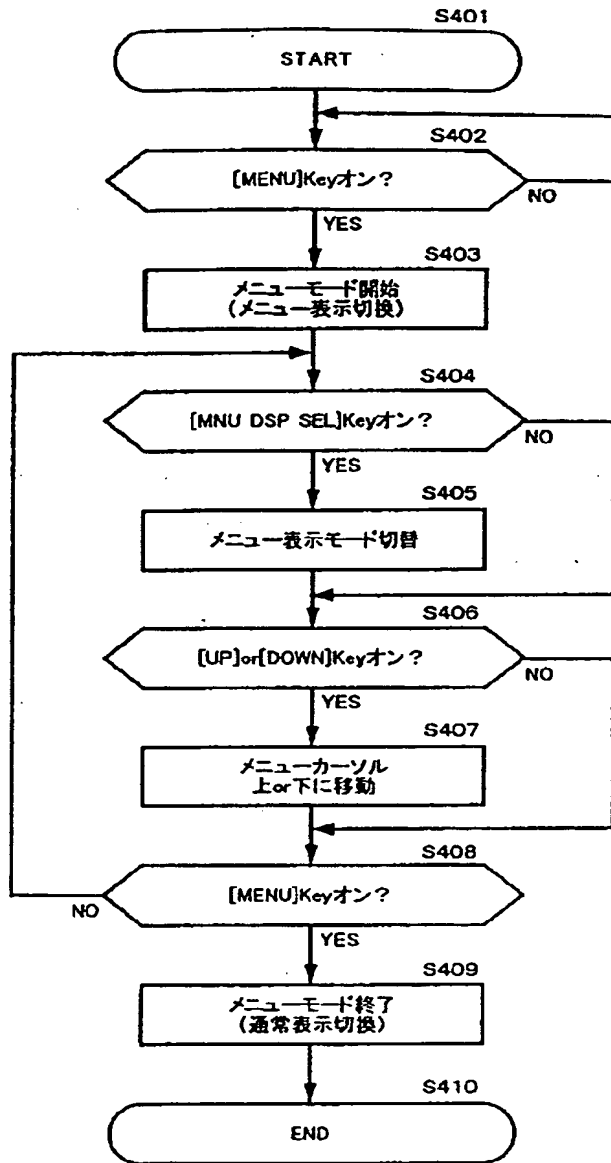 S401
START
S402
[MENU]Keyオン?
NO
YES
S403
メニューモード開始
(メニュー表示切換)
S404
[MNU DSP SEL]Keyオン?
NO
YES
S405
メニュー表示モード切替
S406
[UP]or[DOWN]Keyオン?
NO
YES
S407
メニューカーソル
上or下に移動
S408
[MENU]Keyオン?
NO
YES
S409
メニューモード終了
(通常表示切換)
S410
END